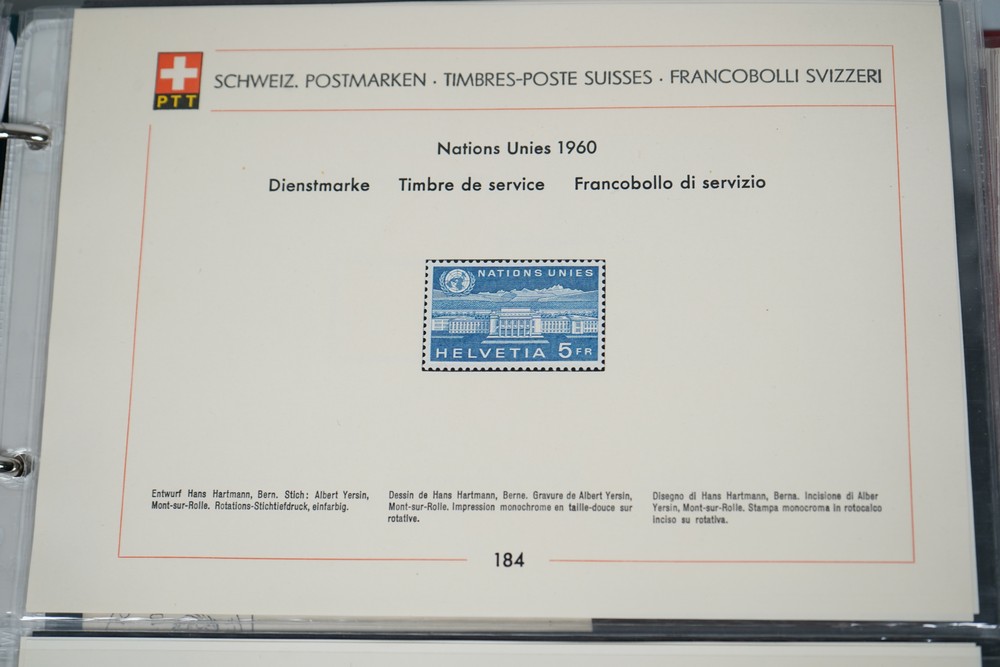 PTT
SCHWEIZ. POSTMARKEN · TIMBRES-POSTE SUISSES · FRANCOBOLLI SVIZZERI
Nations Unies 1960
Dienstmarke Timbre de service Francobollo di servizio
NATIONS UNIES
HELVETIA 5 FR
Entwurf Hans Hartmann, Bern. Stich: Albert Yersin,
Mont-sur-Rolle. Rotations-Stichtiefdruck, einfarbig.
Dessin de Hans Hartmann, Berne. Gravure de Albert Yersin,
Mont-sur-Rolle. Impression monochrome en taille-douce sur
rotative.
Disegno di Hans Hartmann, Berna. Incisione di Alber
Yersin, Mont-sur-Rolle. Stampa monocroma in rotocalco
inciso su rotativa.
184